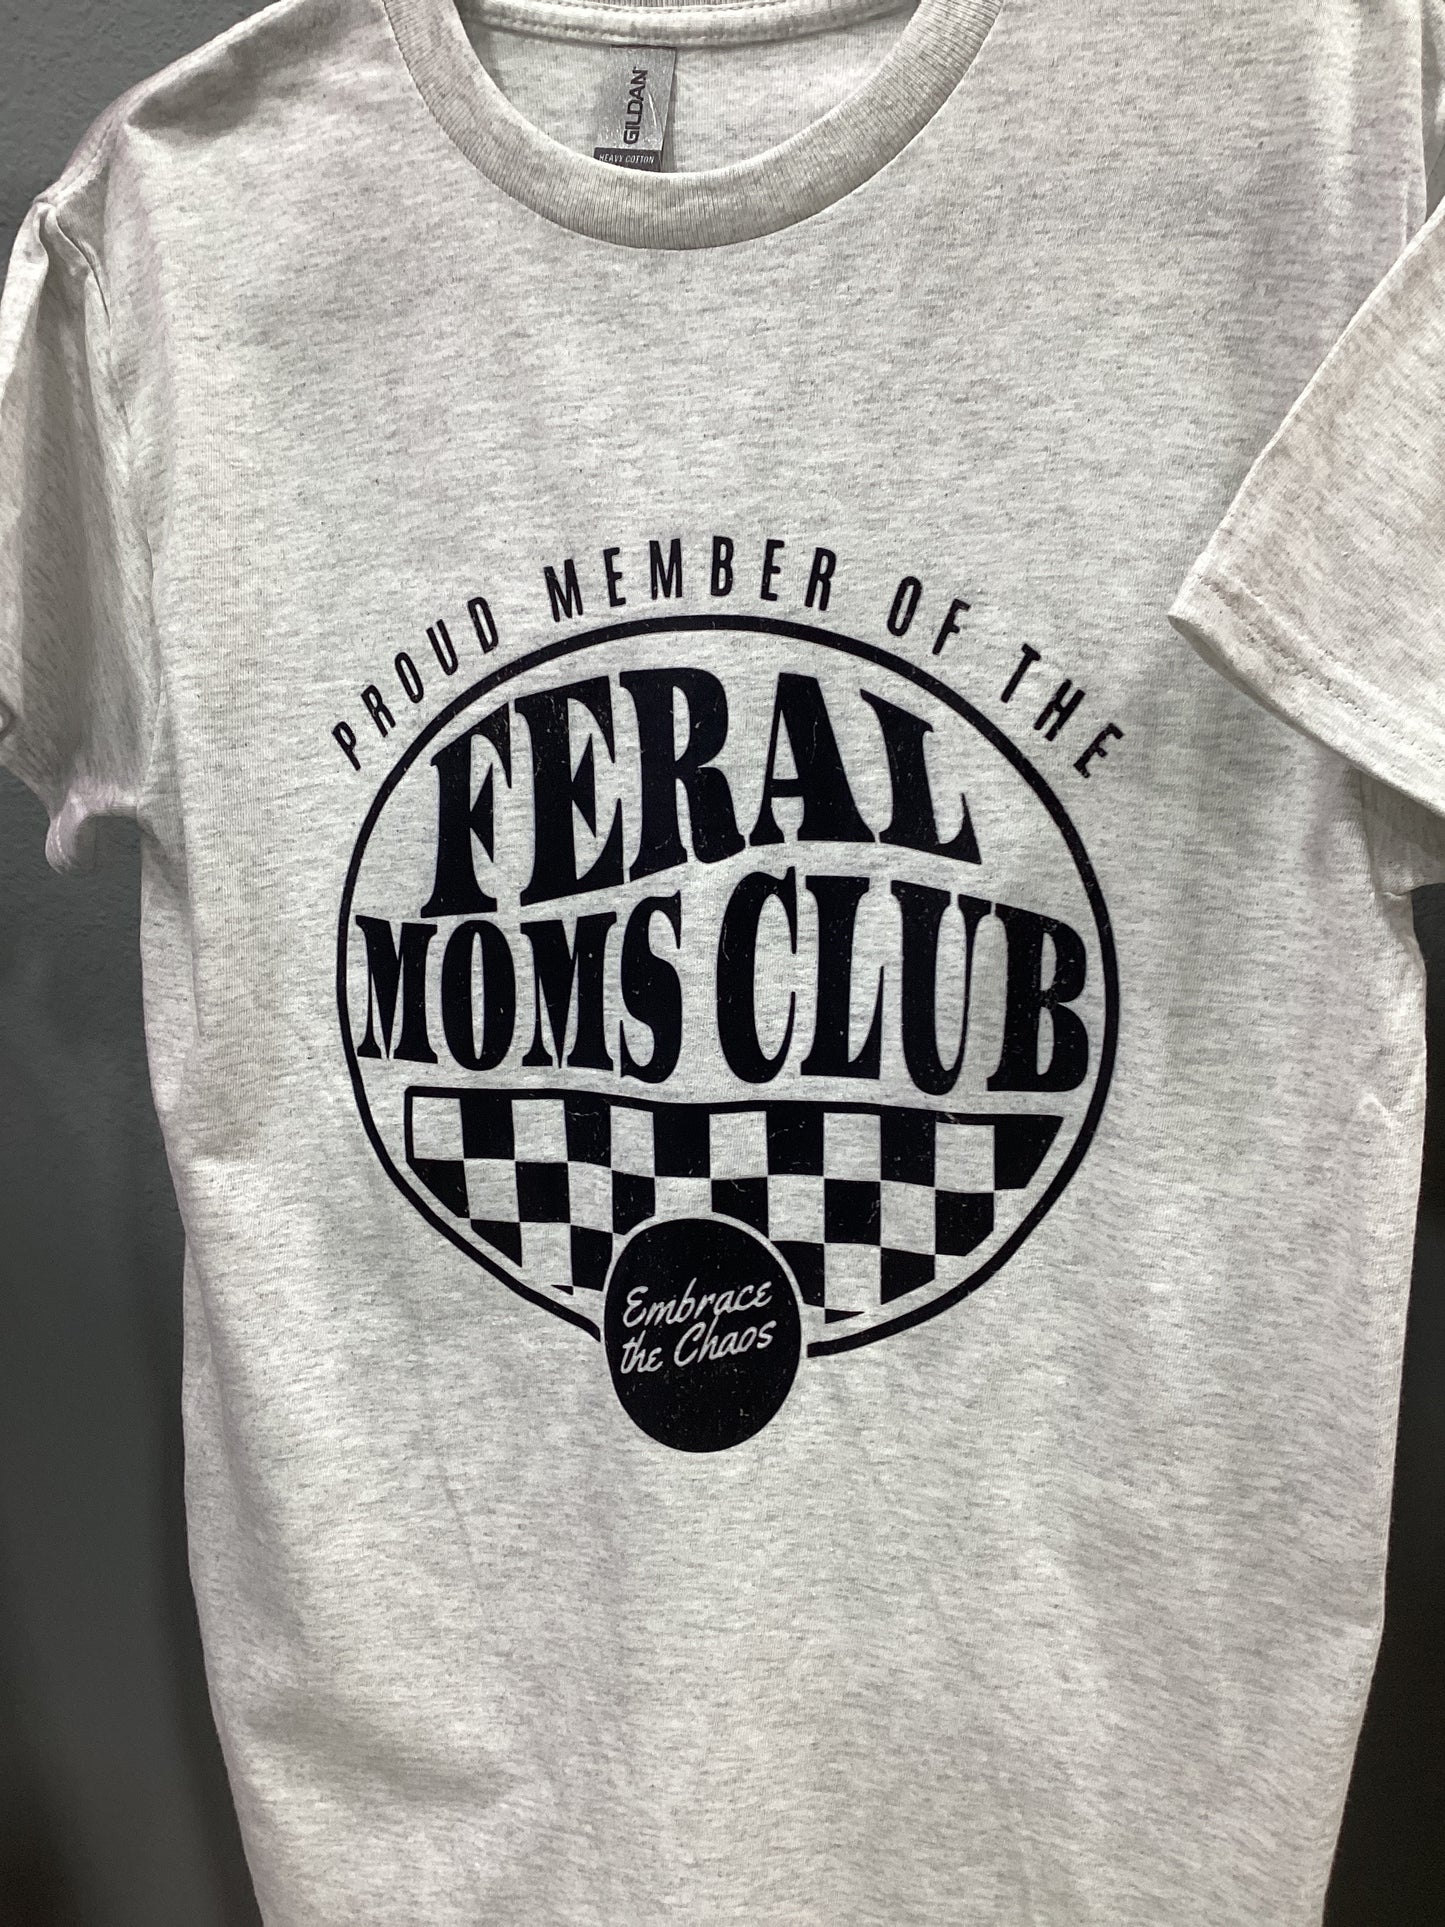 GILDAN
HEAVY COTTON
PROUD MEMBER OF THE
FERAL
MOMS CLUB
Embrace
the Chaos